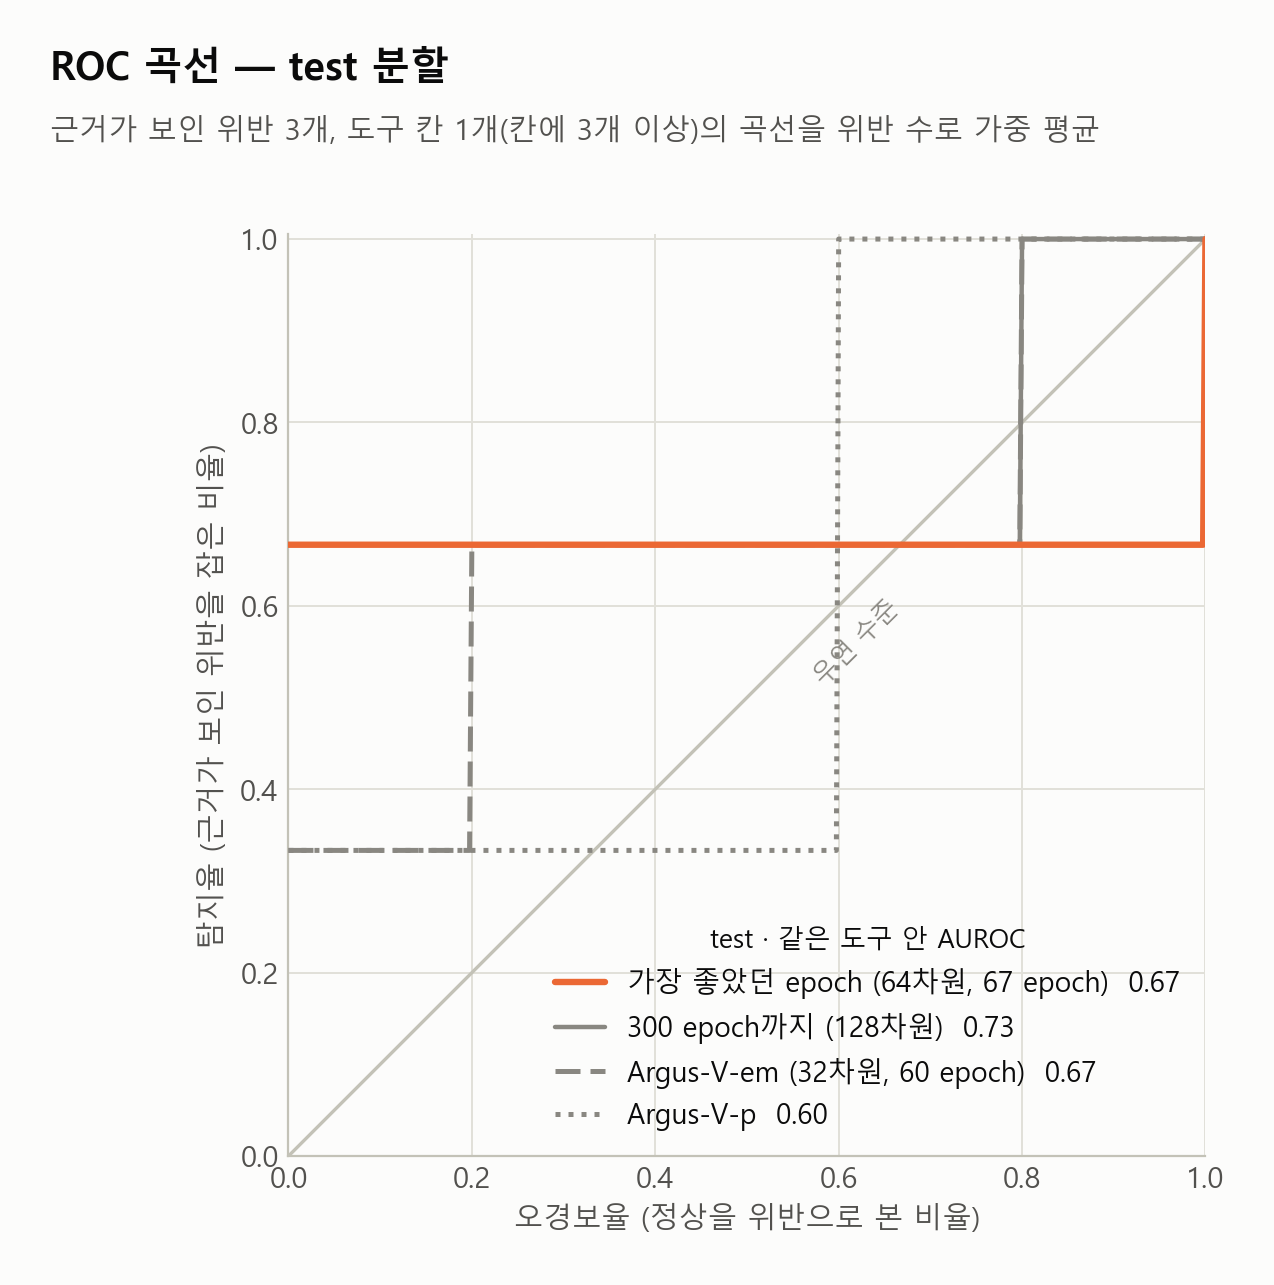 ROC 곡선 — test 분할
근거가 보인 위반 3개, 도구 칸 1개(칸에 3개 이상)의 곡선을 위반 수로 가중 평균
탐지율 (근거가 보인 위반을 잡은 비율)
1.0
0.8
0.6
0.4
0.2
0.0
우연 수준
test · 같은 도구 안 AUROC
가장 좋았던 epoch (64차원, 67 epoch) 0.67
300 epoch까지 (128차원) 0.73
Argus-V-em (32차원, 60 epoch) 0.67
Argus-V-p 0.60
0.0 0.2 0.4 0.6 0.8 1.0
오경보율 (정상을 위반으로 본 비율)